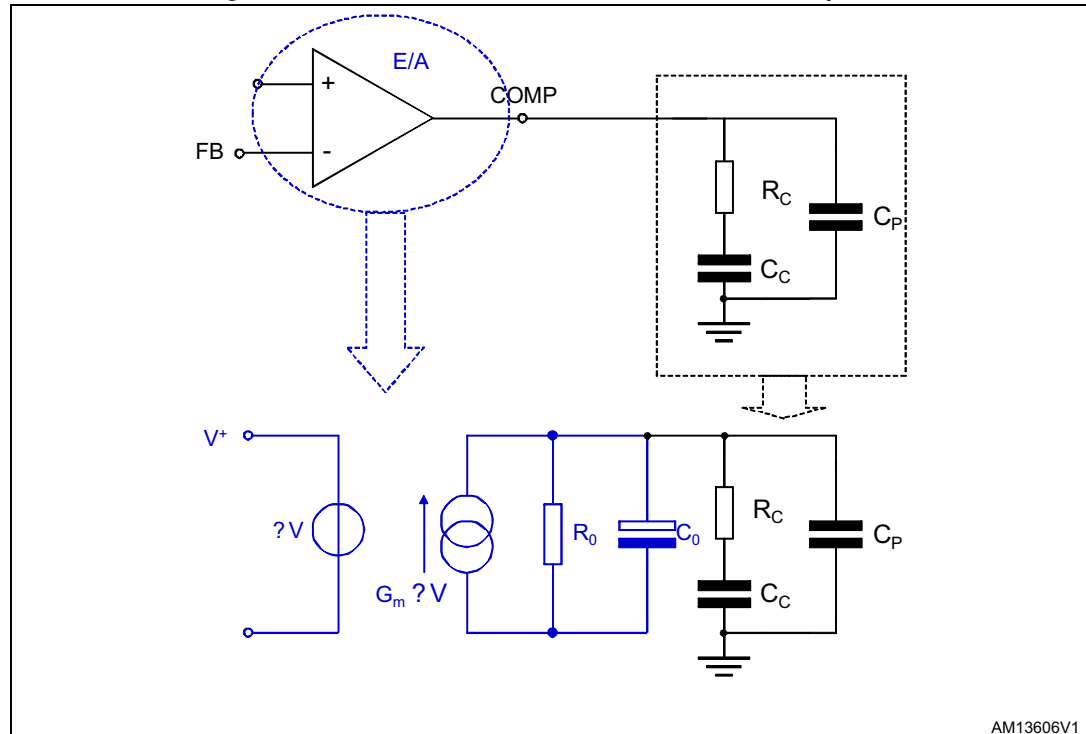 E/A
+
COMP
FB
-
R_C
C_P
C_C
V+
?V
R_0
C_0
R_C
C_P
G_m ?V
C_C
AM13606V1